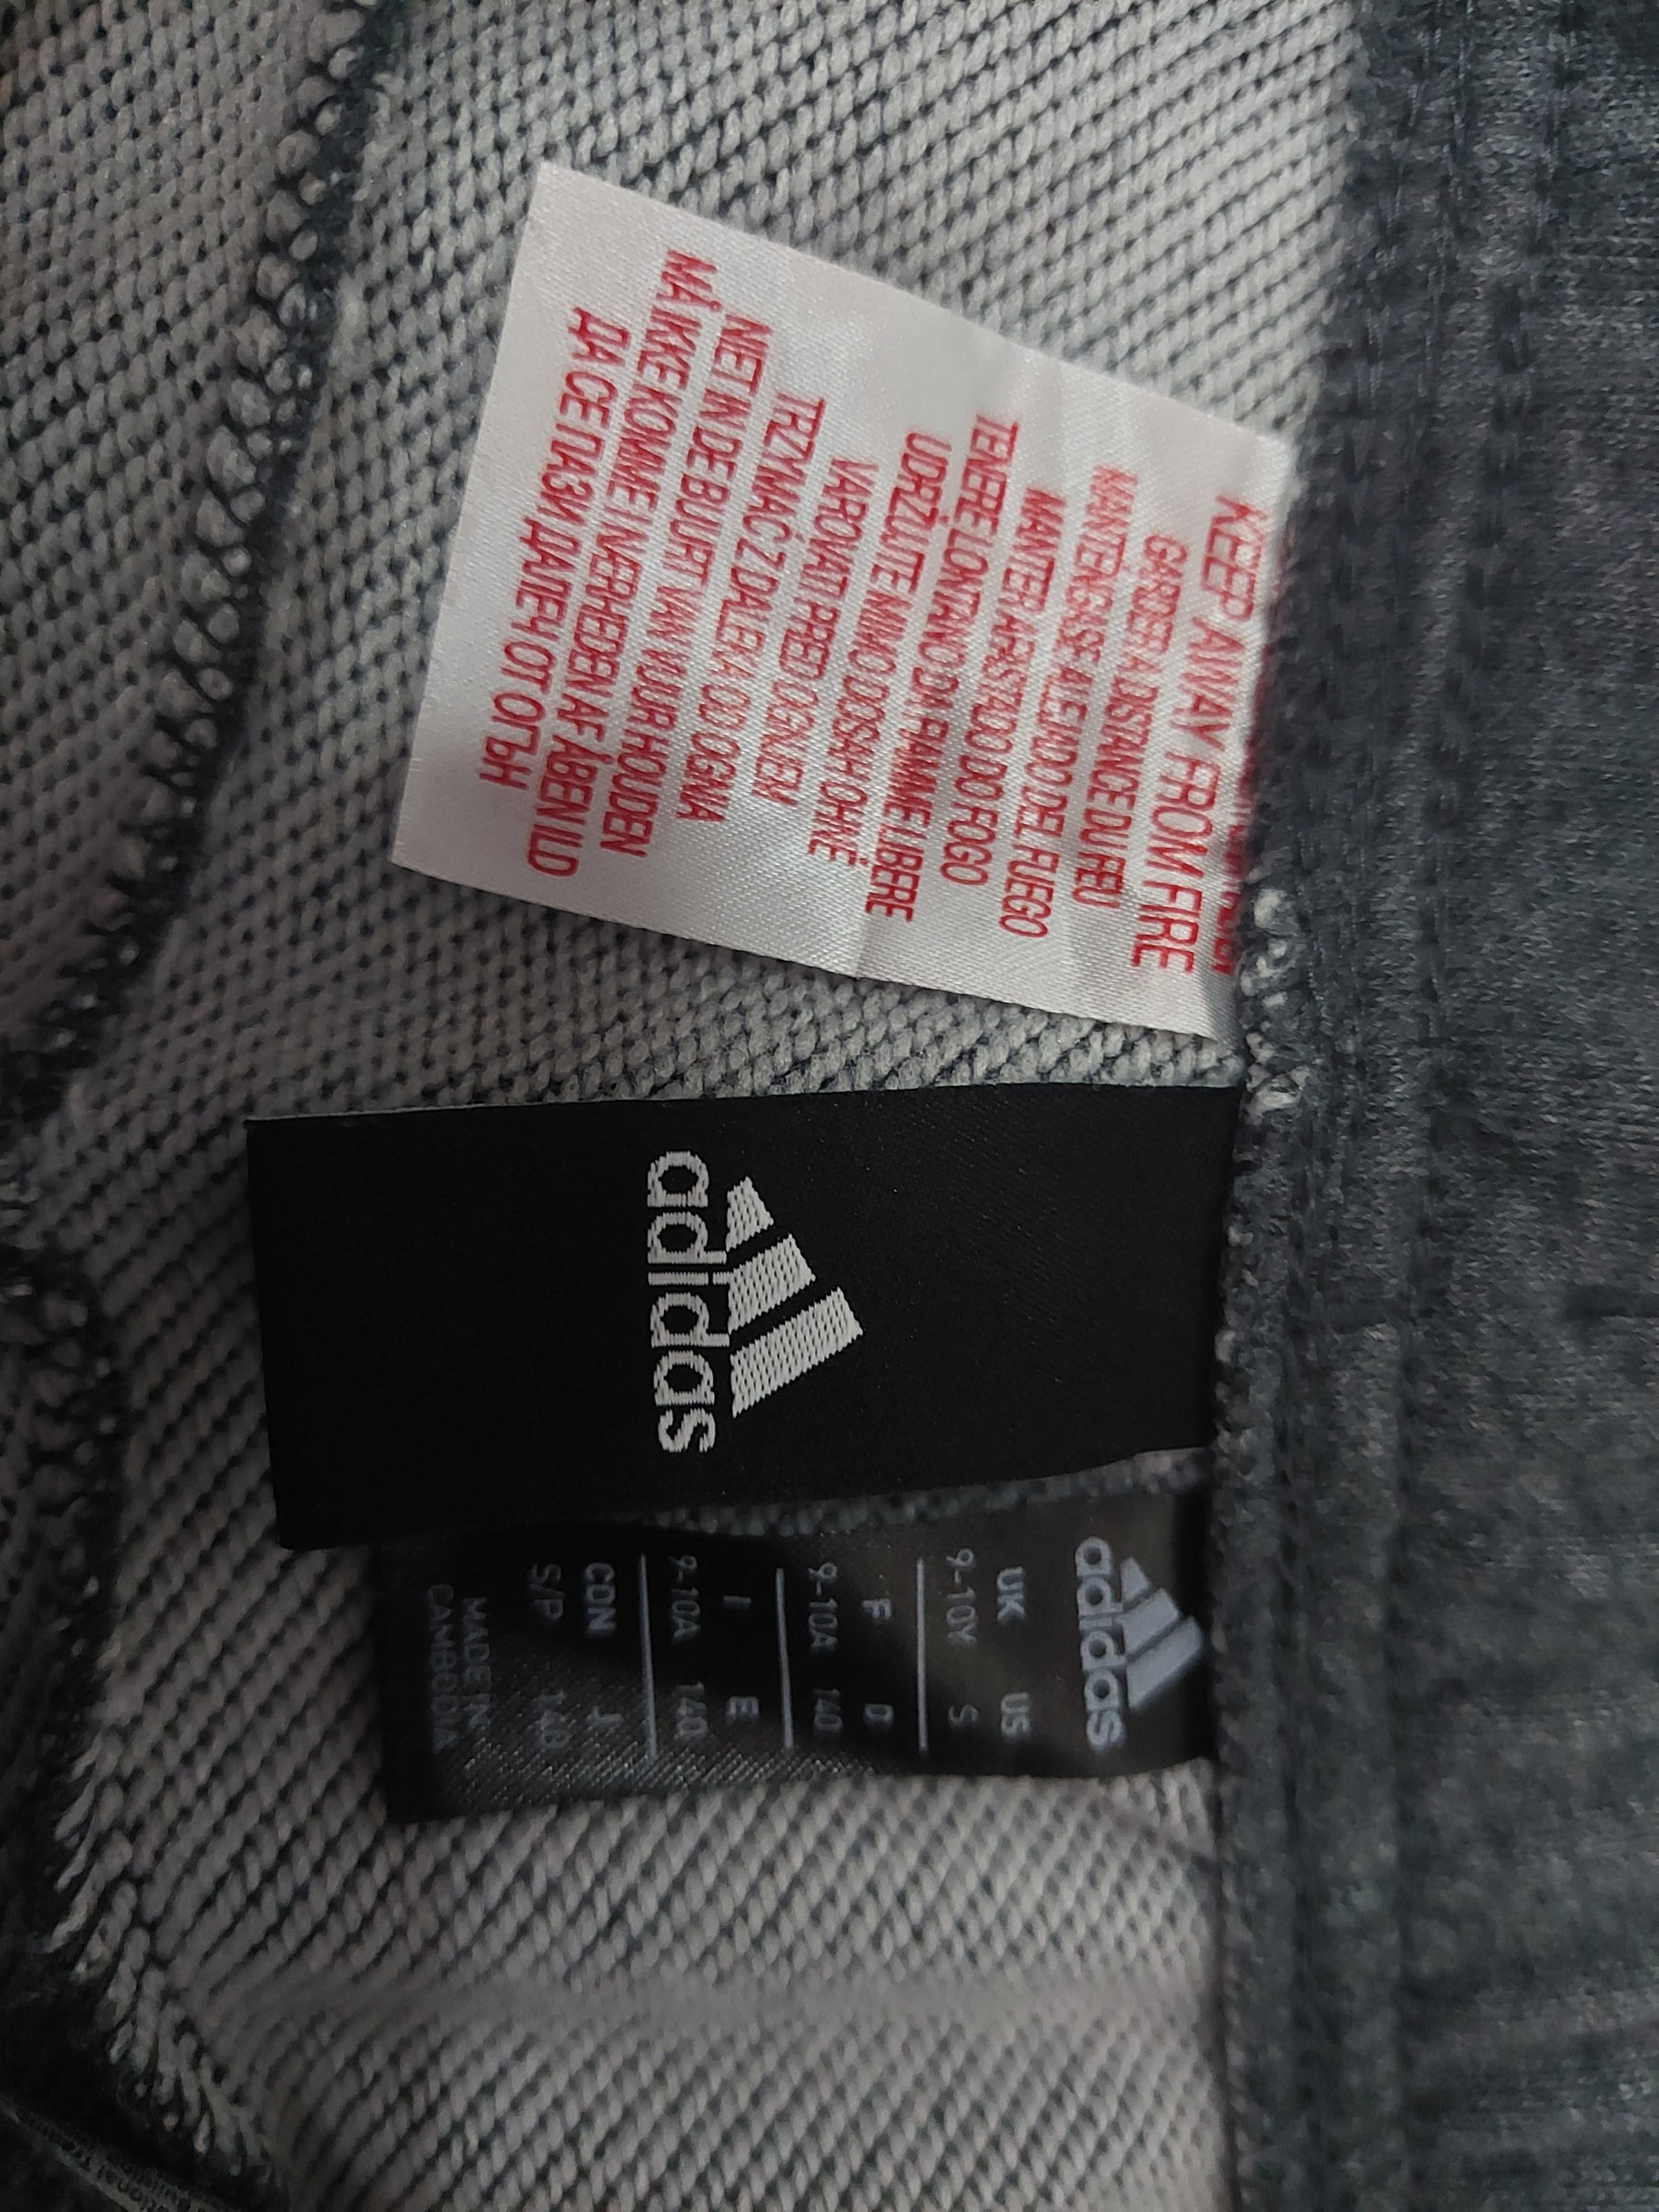 KEEP AWAY FROM FIRE
GARDER A DISTANCE DU FEU
MANTENGASE ALEJADO DEL FUEGO
MANTER AFASTADO DO FOGO
TENERE LONTANO DA FIAMME LIBERE
UDRŽUJTE MIMO DOSAH OHNĚ
VAROVATI PRED OGNJEM
TRZYMAĆ Z DALEKA OD OGNIA
NIET IN DE BUURT VAN VUUR HOUDEN
MÅ IKKE KOMME I NÆRHEDEN AF ÅBEN ILD
ДА СЕ ПАЗИ ДАЛЕЧ ОТ ОГЪН
adidas
adidas
UK US
9-10Y S
F D
9-10A 140
I E
9-10A 140
CDN J
S/P
MADE IN
CAMBODIA